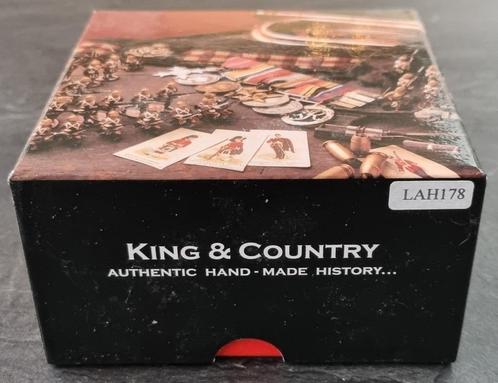 LAH178
KING & COUNTRY
AUTHENTIC HAND-MADE HISTORY...